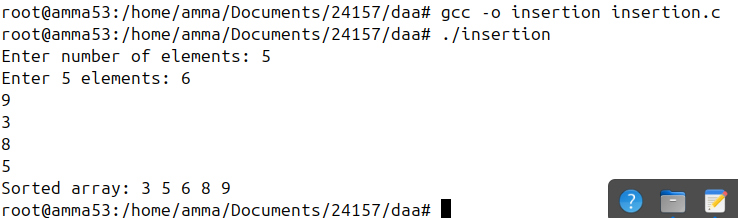 root@amma53:/home/amma/Documents/24157/daa# gcc -o insertion insertion.c
root@amma53:/home/amma/Documents/24157/daa# ./insertion
Enter number of elements: 5
Enter 5 elements: 6
9
3
8
5
Sorted array: 3 5 6 8 9
root@amma53:/home/amma/Documents/24157/daa#